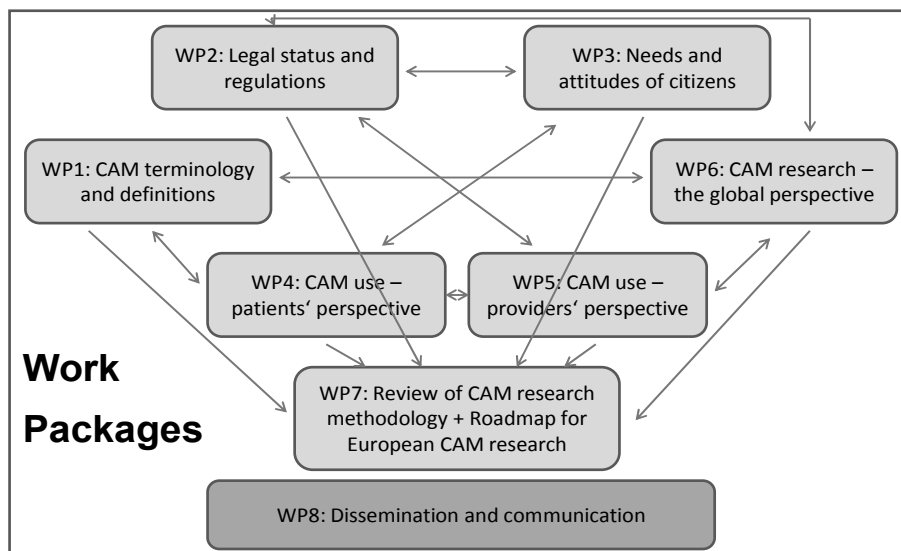 WP2: Legal status and
regulations
WP3: Needs and
attitudes of citizens
WP1: CAM terminology
and definitions
WP6: CAM research –
the global perspective
WP4: CAM use –
patients‘ perspective
WP5: CAM use –
providers‘ perspective
Work
Packages
WP7: Review of CAM research
methodology + Roadmap for
European CAM research
WP8: Dissemination and communication